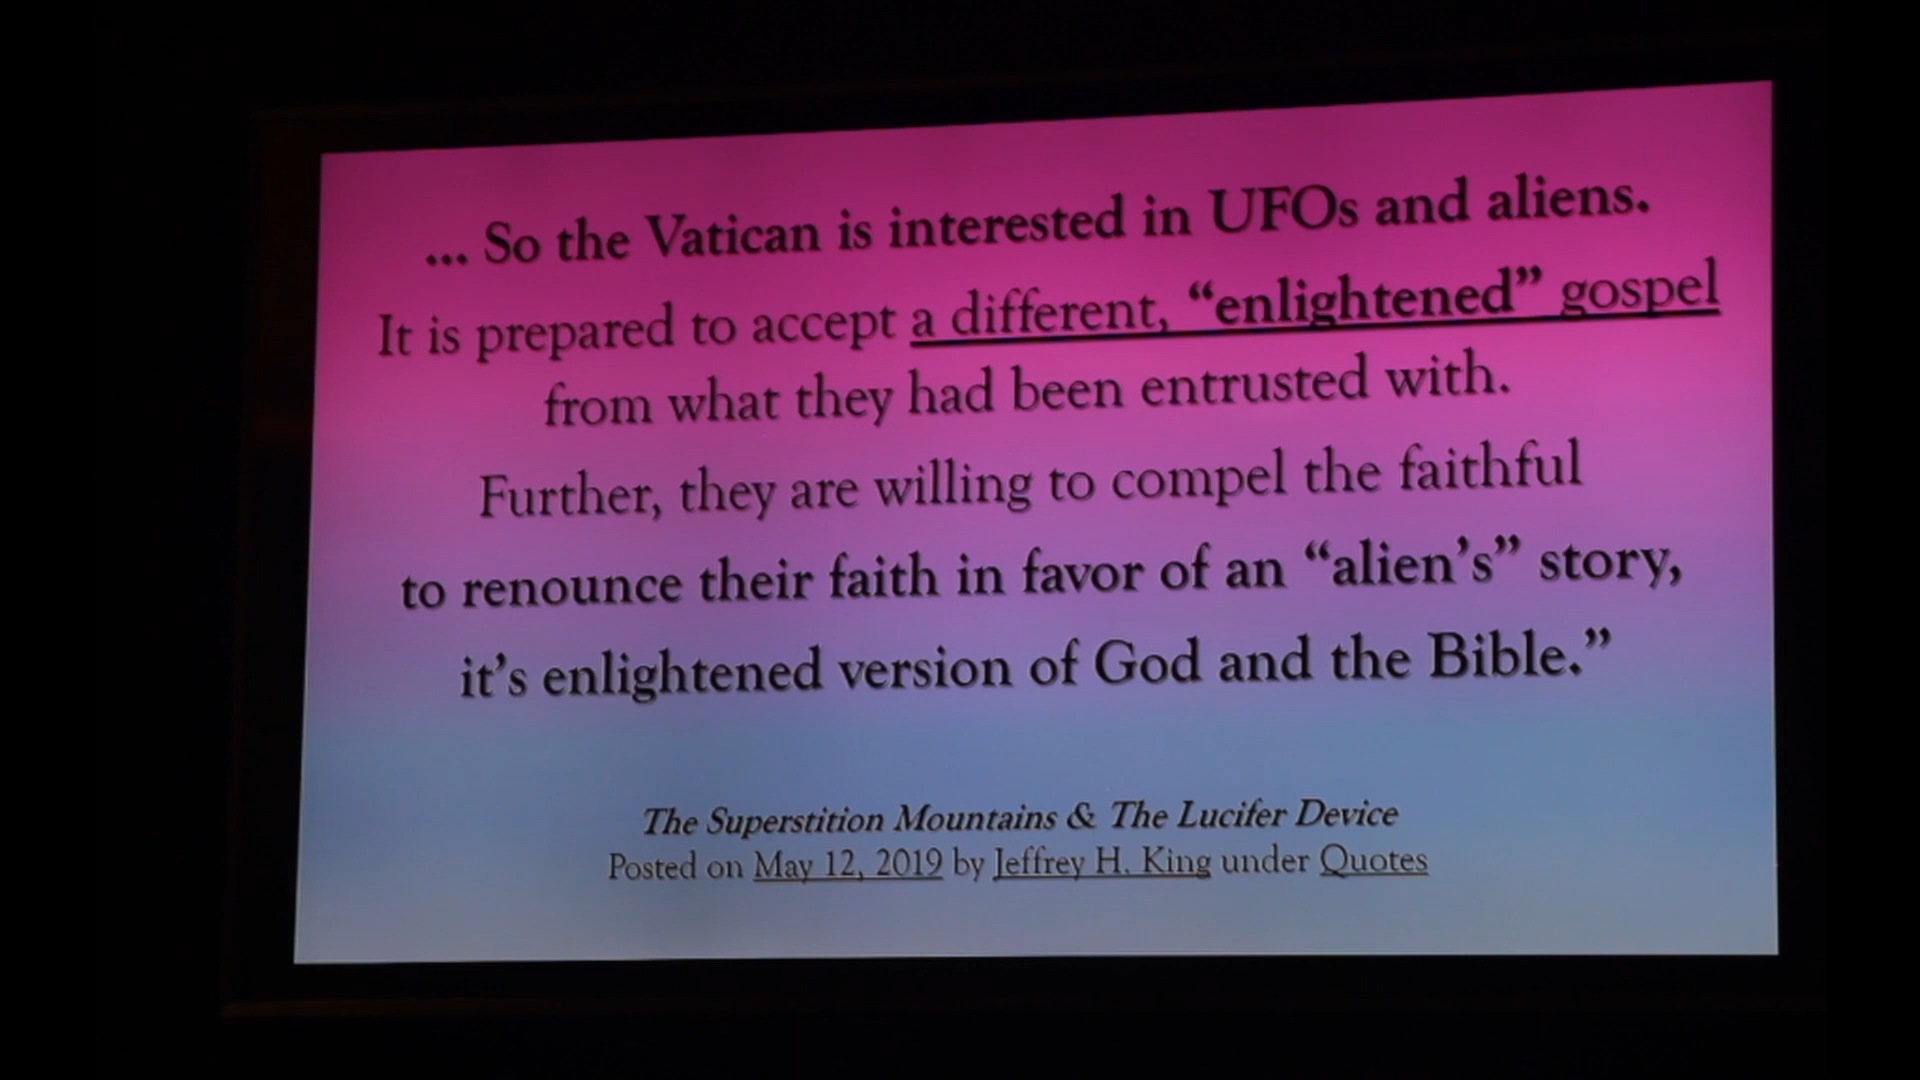 ... So the Vatican is interested in UFOs and aliens.
It is prepared to accept a different, “enlightened” gospel
from what they had been entrusted with.
Further, they are willing to compel the faithful
to renounce their faith in favor of an “alien’s” story,
it’s enlightened version of God and the Bible.”
The Superstition Mountains & The Lucifer Device
Posted on May 12, 2019 by Jeffrey H. King under Quotes